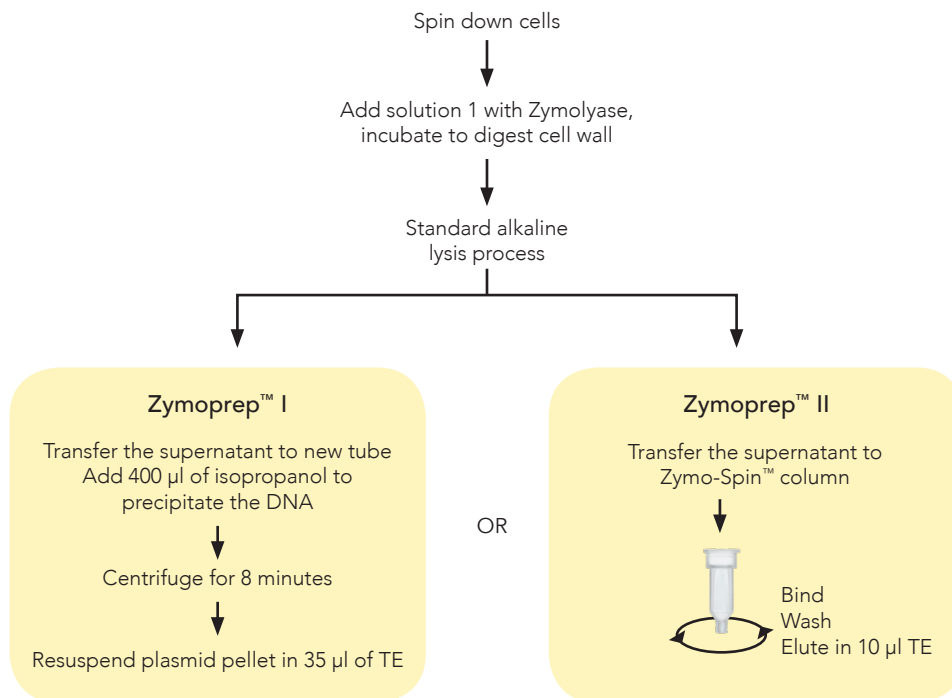 Spin down cells
Add solution 1 with Zymolyase,
incubate to digest cell wall
Standard alkaline
lysis process
Zymoprep™ I
Transfer the supernatant to new tube
Add 400 µl of isopropanol to
precipitate the DNA
Centrifuge for 8 minutes
Resuspend plasmid pellet in 35 µl of TE
OR
Zymoprep™ II
Transfer the supernatant to
Zymo-Spin™ column
Bind
Wash
Elute in 10 µl TE